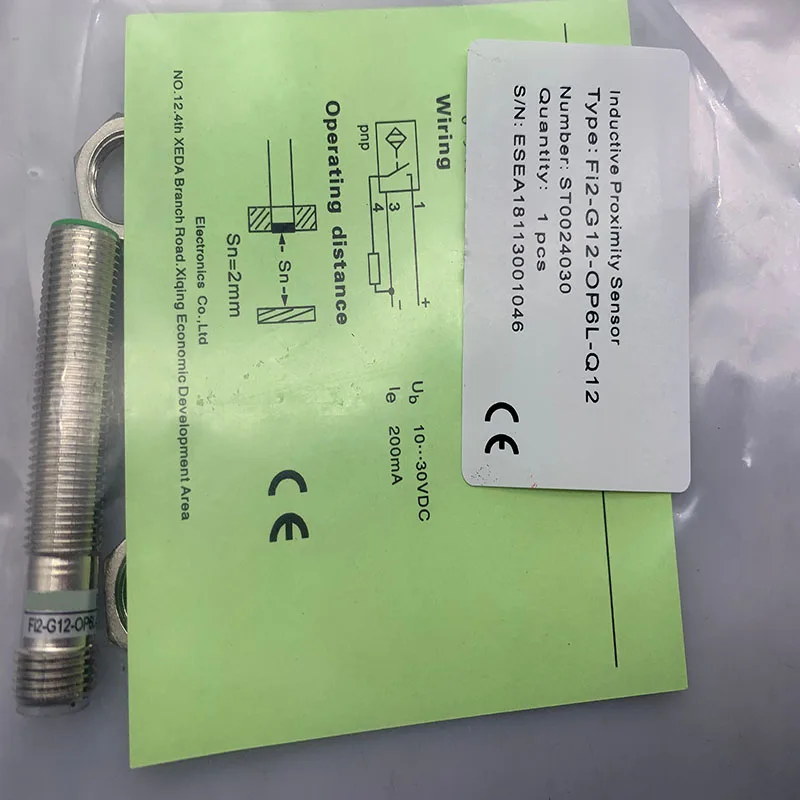 Inductive Proximity Sensor
Type: Fi2-G12-OP6L-Q12
Number: ST0024030
Quantity: 1 pcs
S/N: ESEA18113001046
CE
Wiring
pnp
1
3
4
+
−
Ub 10···30VDC
Ie 200mA
Operating distance
Sn
Sn=2mm
CE
Electronics Co.,Ltd
NO.12.4th XEDA Branch Road.Xiqing Economic Development Area
Fi2-G12-OP6